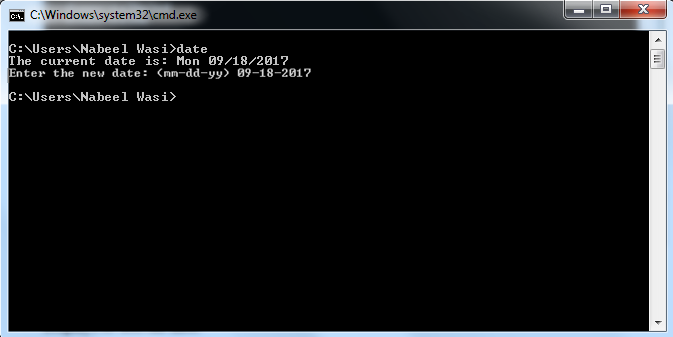 C:\Windows\system32\cmd.exe
C:\Users\Nabeel Wasi>date
The current date is: Mon 09/18/2017
Enter the new date: (mm-dd-yy) 09-18-2017
C:\Users\Nabeel Wasi>